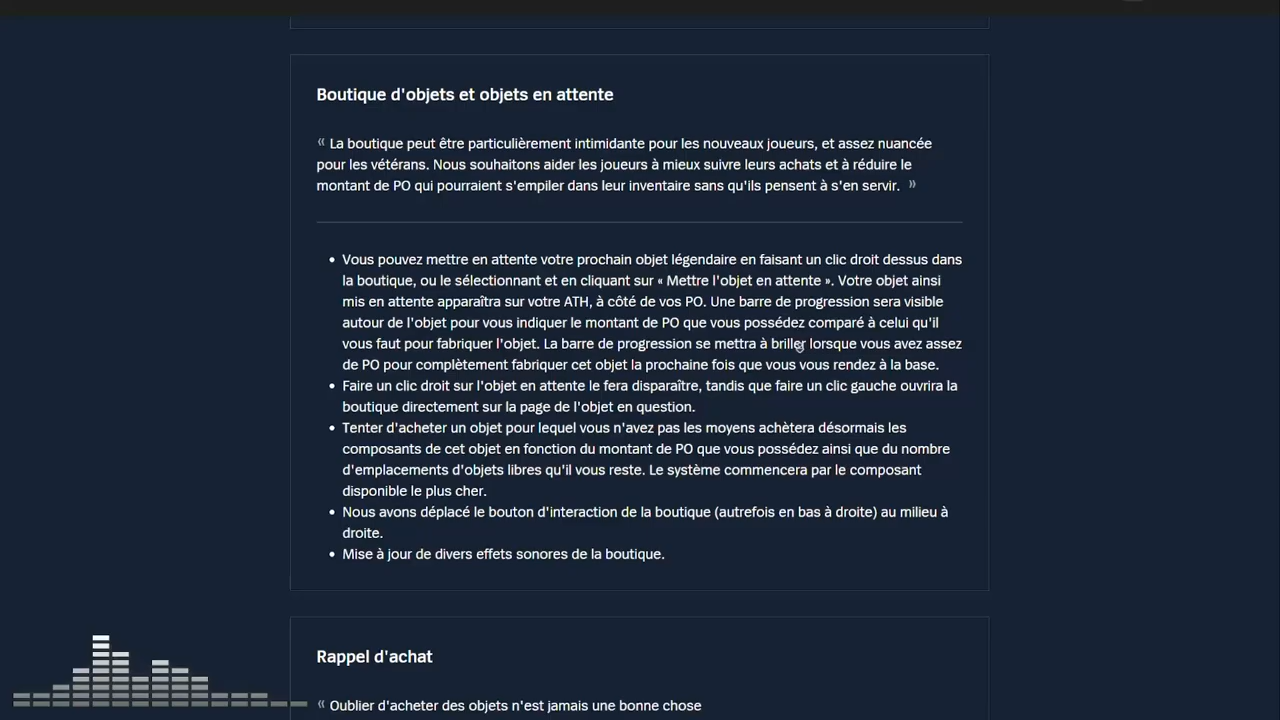 Boutique d'objets et objets en attente
« La boutique peut être particulièrement intimidante pour les nouveaux joueurs, et assez nuancée
pour les vétérans. Nous souhaitons aider les joueurs à mieux suivre leurs achats et à réduire le
montant de PO qui pourraient s'empiler dans leur inventaire sans qu'ils pensent à s'en servir. »
• Vous pouvez mettre en attente votre prochain objet légendaire en faisant un clic droit dessus dans
la boutique, ou le sélectionnant et en cliquant sur « Mettre l'objet en attente ». Votre objet ainsi
mis en attente apparaîtra sur votre ATH, à côté de vos PO. Une barre de progression sera visible
autour de l'objet pour vous indiquer le montant de PO que vous possédez comparé à celui qu'il
vous faut pour fabriquer l'objet. La barre de progression se mettra à briller lorsque vous avez assez
de PO pour complètement fabriquer cet objet la prochaine fois que vous vous rendez à la base.
• Faire un clic droit sur l'objet en attente le fera disparaître, tandis que faire un clic gauche ouvrira la
boutique directement sur la page de l'objet en question.
• Tenter d'acheter un objet pour lequel vous n'avez pas les moyens achètera désormais les
composants de cet objet en fonction du montant de PO que vous possédez ainsi que du nombre
d'emplacements d'objets libres qu'il vous reste. Le système commencera par le composant
disponible le plus cher.
• Nous avons déplacé le bouton d'interaction de la boutique (autrefois en bas à droite) au milieu à
droite.
• Mise à jour de divers effets sonores de la boutique.
Rappel d'achat
« Oublier d'acheter des objets n'est jamais une bonne chose